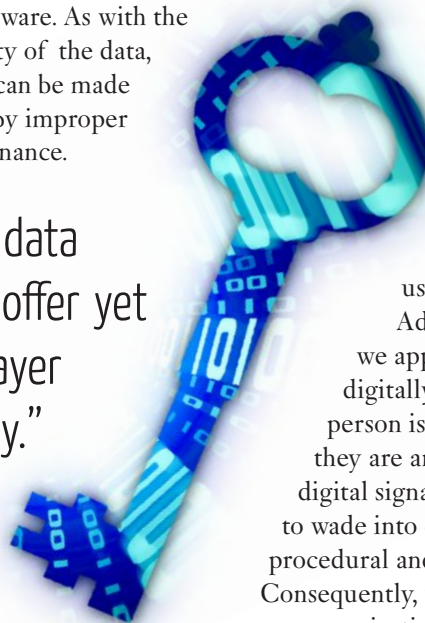 ware. As with the
ty of the data,
can be made
by improper
nance.
data
offer yet
ayer
y.”
us
Ad
we app
digitally
person is
they are a
digital signa
to wade into
procedural and
Consequently,